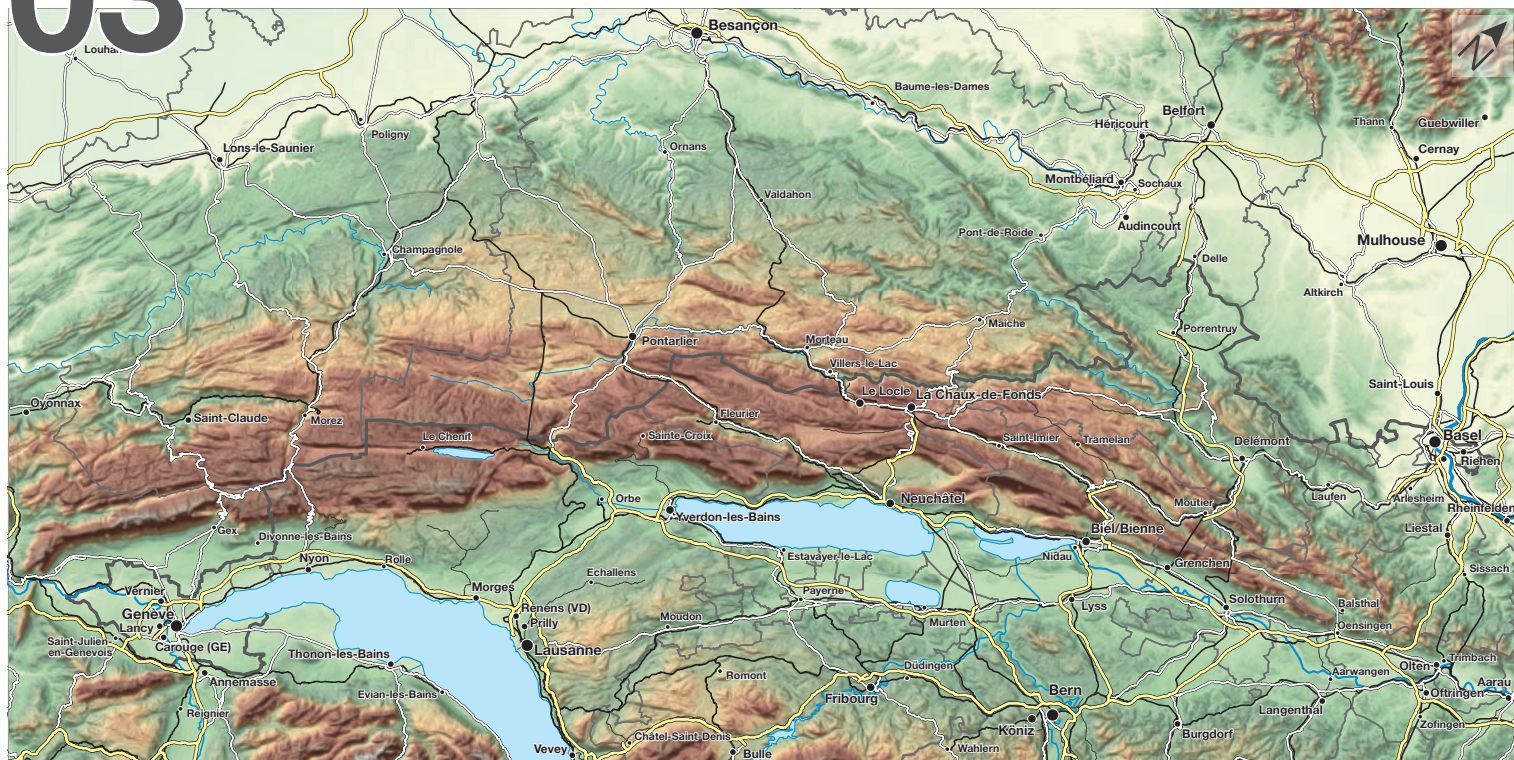 03
Besançon
Baume-les-Dames
Belfort
Héricourt
Thann
Guebwiller
N
Poligny
Lons-le-Saunier
Ornans
Cernay
Montbéliard
Sochaux
Valdahon
Audincourt
Pont-de-Roide
Mulhouse
Champagnole
Delle
Altkirch
Maîche
Porrentruy
Pontarlier
Morteau
Villers-le-Lac
Saint-Louis
Oyonnax
Saint-Claude
Morez
Le Locle
La Chaux-de-Fonds
Fleurier
Le Chenit
Sainte-Croix
Saint-Imier
Tramelan
Delémont
Basel
Riehen
Laufen
Arlesheim
Orbe
Neuchâtel
Moutier
Rheinfelden
Yverdon-les-Bains
Gex
Divonne-les-Bains
Biel/Bienne
Liestal
Nyon
Rolle
Estavayer-le-Lac
Nidau
Grenchen
Sissach
Echallens
Vernier
Morges
Payerne
Lyss
Solothurn
Balsthal
Genève
Lancy
Renens (VD)
Prilly
Moudon
Murten
Oensingen
Saint-Julien-
en-Genevois
Carouge (GE)
Thonon-les-Bains
Lausanne
Düdingen
Olten
Trimbach
Annemasse
Evian-les-Bains
Romont
Fribourg
Bern
Aarwangen
Aarau
Oftringen
Reignier
Köniz
Langenthal
Zofingen
Châtel-Saint-Denis
Burgdorf
Vevey
Bulle
Wahlern